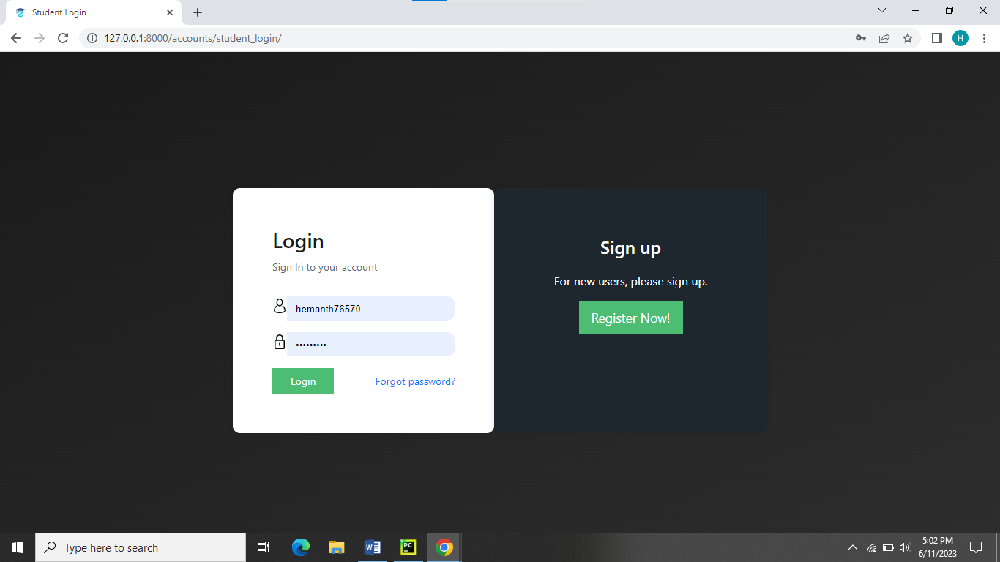 Student Login
127.0.0.1:8000/accounts/student_login/
H
Login
Sign In to your account
hemanth76570
•••••••••
Login
Forgot password?
Sign up
For new users, please sign up.
Register Now!
Type here to search
W
PC
5:02 PM
6/11/2023